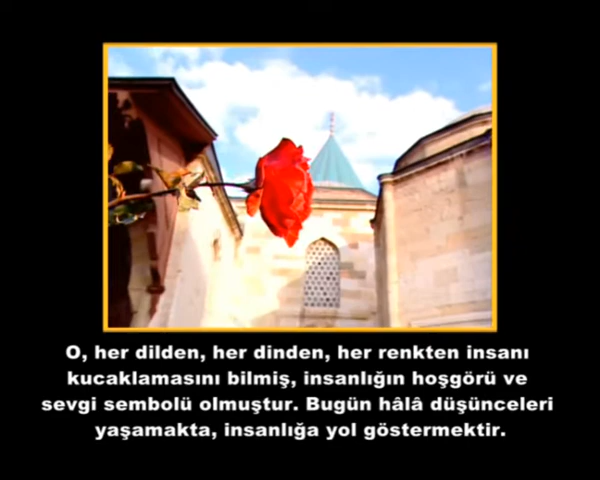 O, her dilden, her dinden, her renkten insanı
kucaklamasını bilmiş, insanlığın hoşgörü ve
sevgi sembolü olmuştur. Bugün hâlâ düşünceleri
yaşamakta, insanlığa yol göstermektir.